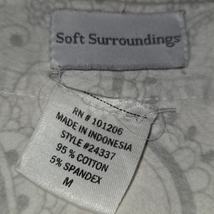 Soft Surroundings
RN # 101206
MADE IN INDONESIA
STYLE #24337
95 % COTTON
5% SPANDEX
M